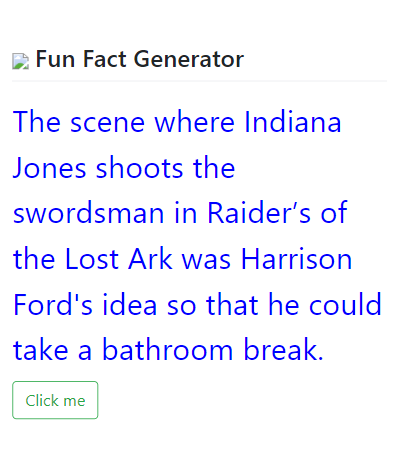 Fun Fact Generator
The scene where Indiana
Jones shoots the
swordsman in Raider’s of
the Lost Ark was Harrison
Ford's idea so that he could
take a bathroom break.
Click me